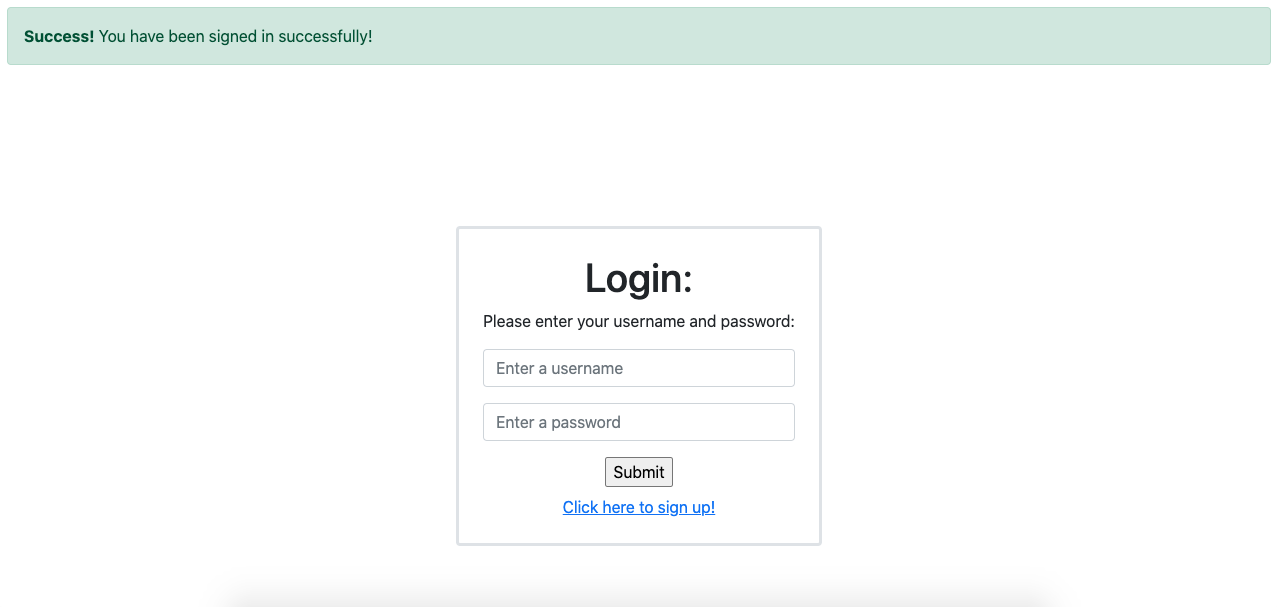 Success! You have been signed in successfully!
Login:
Please enter your username and password:
Enter a username
Enter a password
Submit
Click here to sign up!